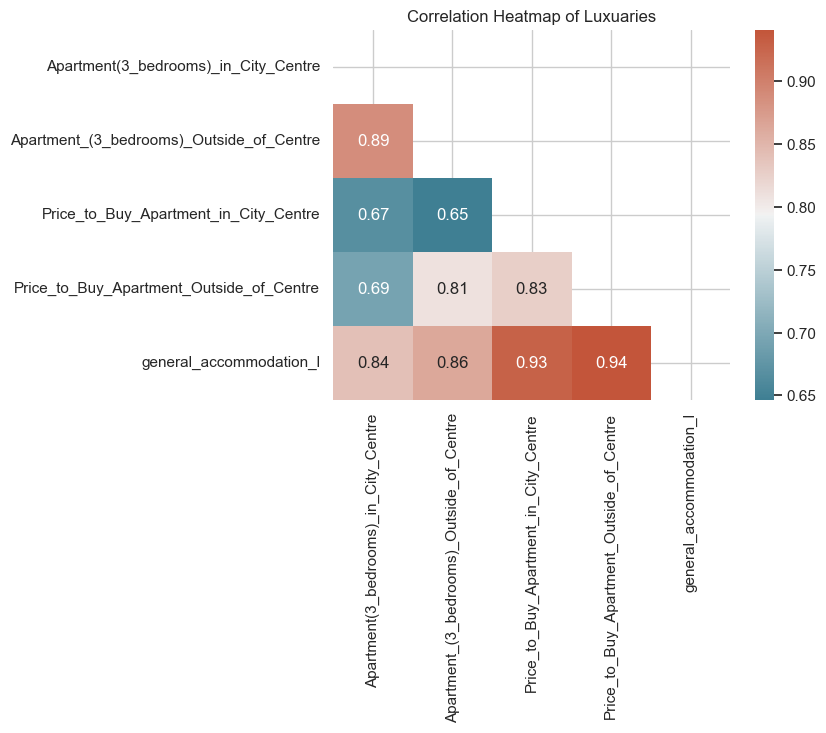 Correlation Heatmap of Luxuaries
Apartment(3_bedrooms)_in_City_Centre
Apartment_(3_bedrooms)_Outside_of_Centre
0.89
Price_to_Buy_Apartment_in_City_Centre
0.67 0.65
Price_to_Buy_Apartment_Outside_of_Centre
0.69 0.81 0.83
general_accommodation_I
0.84 0.86 0.93 0.94
0.90
0.85
0.80
0.75
0.70
0.65
Apartment(3_bedrooms)_in_City_Centre
Apartment_(3_bedrooms)_Outside_of_Centre
Price_to_Buy_Apartment_in_City_Centre
Price_to_Buy_Apartment_Outside_of_Centre
general_accommodation_I